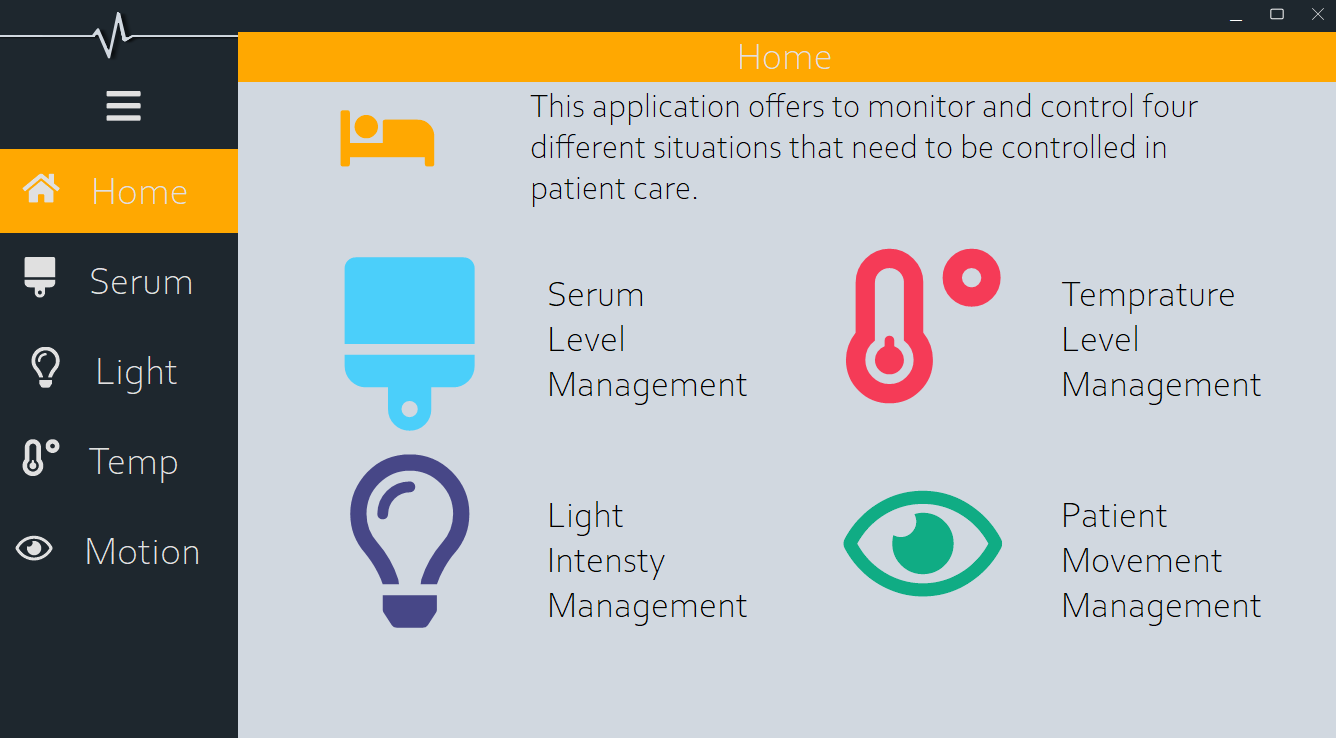 Home
This application offers to monitor and control four
different situations that need to be controlled in
patient care.
Home
Serum
Light
Temp
Motion
Serum
Level
Management
Temprature
Level
Management
Light
Intensty
Management
Patient
Movement
Management